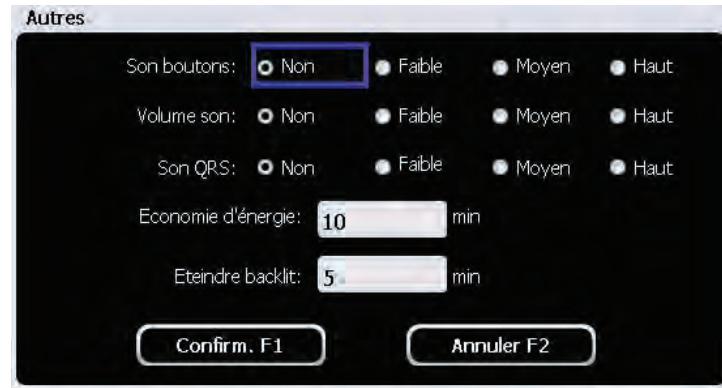 Autres
Son boutons: Non Faible Moyen Haut
Volume son: Non Faible Moyen Haut
Son QRS: Non Faible Moyen Haut
Economie d'énergie: 10 min
Eteindre backlit: 5 min
Confirm. F1 Annuler F2